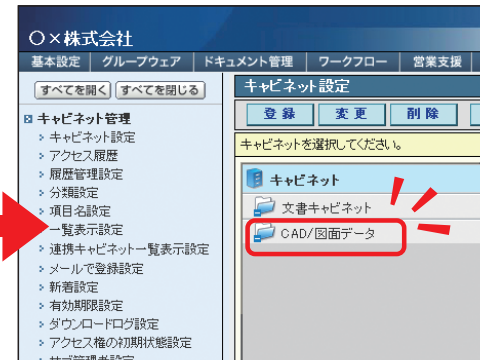 〇×株式会社
基本設定 グループウェア ドキュメント管理 ワークフロー 営業支援
すべてを開く すべてを閉じる
キャビネット管理
キャビネット設定
アクセス履歴
履歴管理設定
分類設定
項目名設定
一覧表示設定
連携キャビネット一覧表示設定
メールで登録設定
新着設定
有効期限設定
ダウンロードログ設定
アクセス権の初期状態設定
サブ管理者設定
キャビネット設定
登録 変更 削除
キャビネットを選択してください。
キャビネット
文書キャビネット
CAD/図面データ